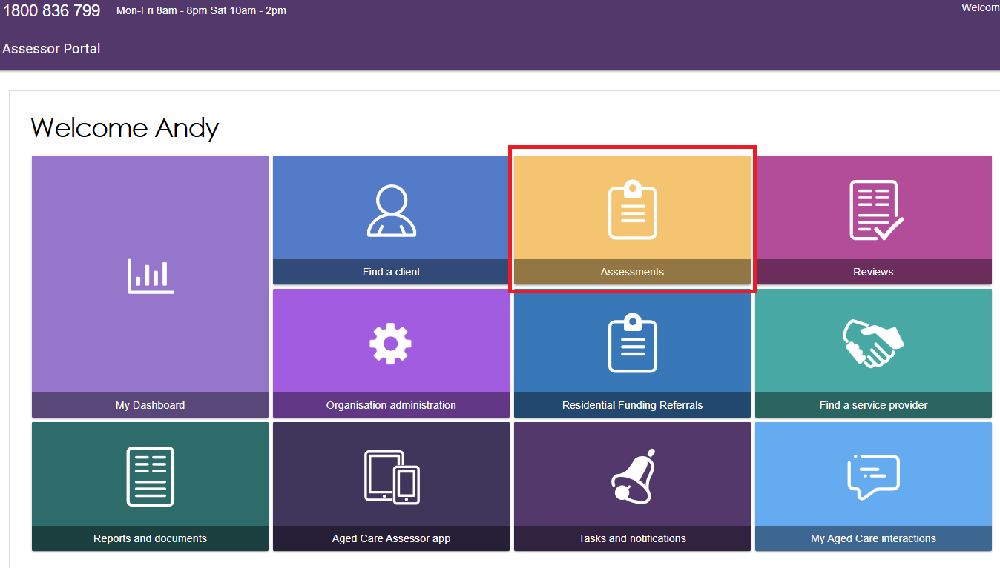 1800 836 799 Mon-Fri 8am - 8pm Sat 10am - 2pm Welcom
Assessor Portal
Welcome Andy
Find a client
Assessments
Reviews
My Dashboard
Organisation administration
Residential Funding Referrals
Find a service provider
Reports and documents
Aged Care Assessor app
Tasks and notifications
My Aged Care interactions